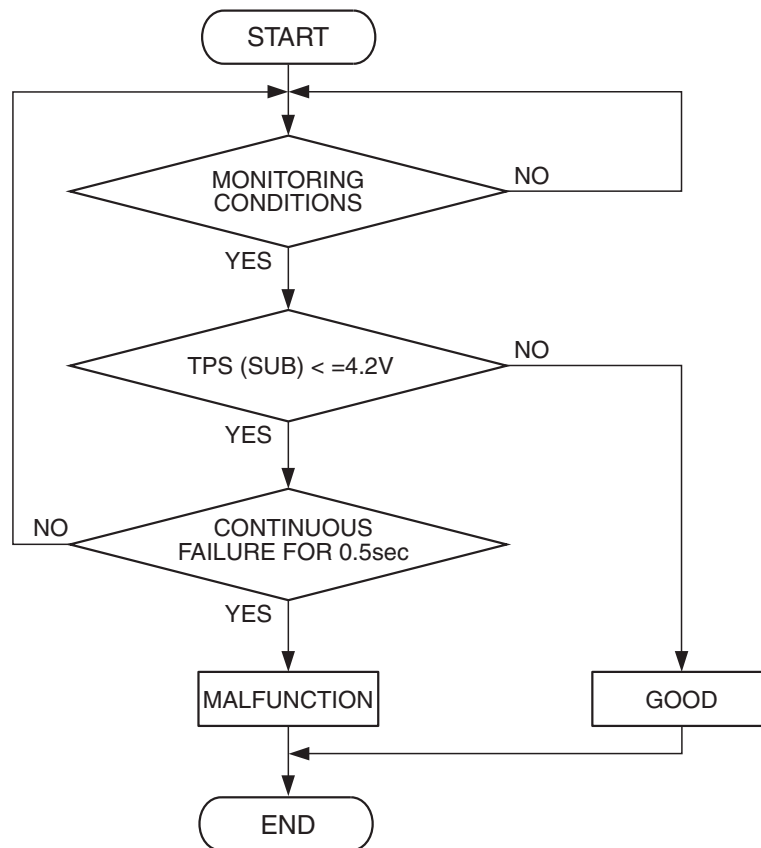 START
MONITORING
CONDITIONS
NO
YES
TPS (SUB) < =4.2V
NO
YES
CONTINUOUS
FAILURE FOR 0.5sec
NO
YES
MALFUNCTION
GOOD
END